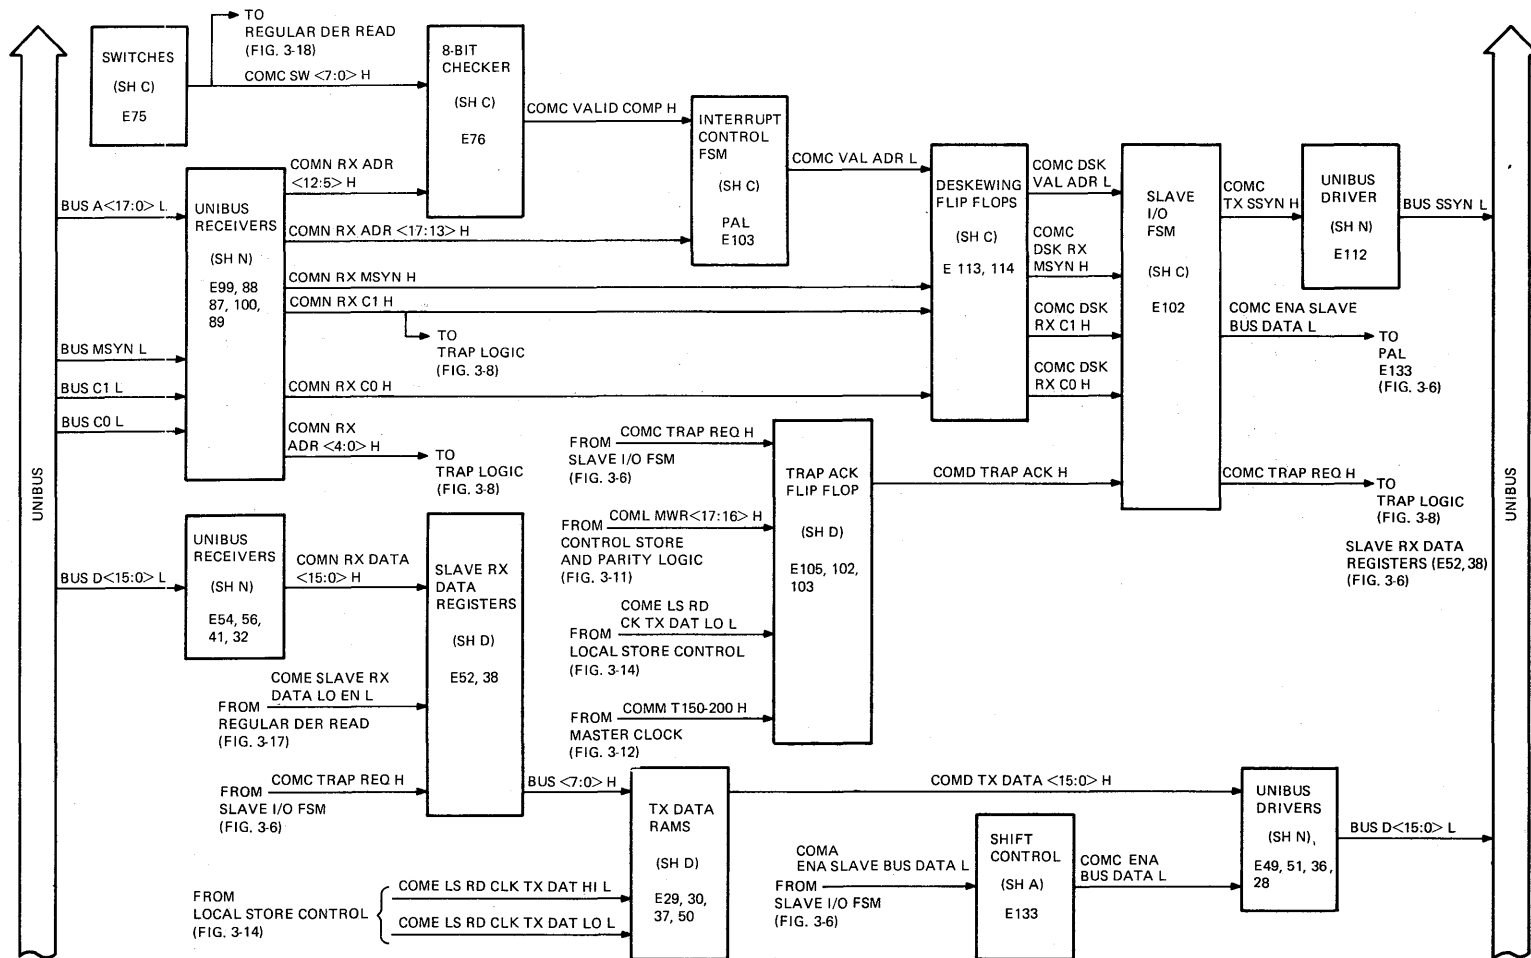 TO
REGULAR DER READ
(FIG. 3-18)
SWITCHES
(SH C)
E75
COMC SW <7:0> H
8-BIT
CHECKER
(SH C)
E76
COMC VALID COMP H
INTERRUPT
CONTROL
FSM
(SH C)
PAL
E103
COMC VAL ADR L
DESKEWING
FLIP FLOPS
(SH C)
E 113, 114
COMC DSK
VAL ADR L
COMC
DSK RX
MSYN H
COMC DSK
RX C1 H
COMC DSK
RX C0 H
SLAVE
I/O
FSM
(SH C)
E102
COMC
TX SSYN H
UNIBUS
DRIVER
(SH N)
E112
BUS SSYN L
COMC ENA SLAVE
BUS DATA L
TO
PAL
E133
(FIG. 3-6)
BUS A<17:0> L
UNIBUS
RECEIVERS
(SH N)
E99, 88
87, 100,
89
COMN RX ADR
<12:5> H
COMN RX ADR <17:13> H
COMN RX MSYN H
COMN RX C1 H
TO
TRAP LOGIC
(FIG. 3-8)
BUS MSYN L
BUS C1 L
BUS C0 L
COMN RX C0 H
COMN RX
ADR <4:0> H
TO
TRAP LOGIC
(FIG. 3-8)
UNIBUS
COMC TRAP REQ H
FROM
SLAVE I/O FSM
(FIG. 3-6)
COML MWR<17:16> H
FROM
CONTROL STORE
AND PARITY LOGIC
(FIG. 3-11)
COME LS RD
CK TX DAT LO L
FROM
LOCAL STORE CONTROL
(FIG. 3-14)
COMM T150-200 H
FROM
MASTER CLOCK
(FIG. 3-12)
TRAP ACK
FLIP FLOP
(SH D)
E105, 102,
103
COMD TRAP ACK H
COMC TRAP REQ H
TO
TRAP LOGIC
(FIG. 3-8)
SLAVE RX DATA
REGISTERS (E52, 38)
(FIG. 3-6)
UNIBUS
BUS D<15:0> L
UNIBUS
RECEIVERS
(SH N)
E54, 56,
41, 32
COMN RX DATA
<15:0> H
SLAVE RX
DATA
REGISTERS
(SH D)
E52, 38
COME SLAVE RX
DATA LO EN L
FROM
REGULAR DER READ
(FIG. 3-17)
COMC TRAP REQ H
FROM
SLAVE I/O FSM
(FIG. 3-6)
BUS <7:0> H
TX DATA
RAMS
(SH D)
E29, 30,
37, 50
FROM
LOCAL STORE CONTROL
(FIG. 3-14)
COME LS RD CLK TX DAT HI L
COME LS RD CLK TX DAT LO L
COMD TX DATA <15:0> H
COMA
ENA SLAVE BUS DATA L
FROM
SLAVE I/O FSM
(FIG. 3-6)
SHIFT
CONTROL
(SH A)
E133
COMC ENA
BUS DATA L
UNIBUS
DRIVERS
(SH N)
E49, 51, 36,
28
BUS D<15:0> L